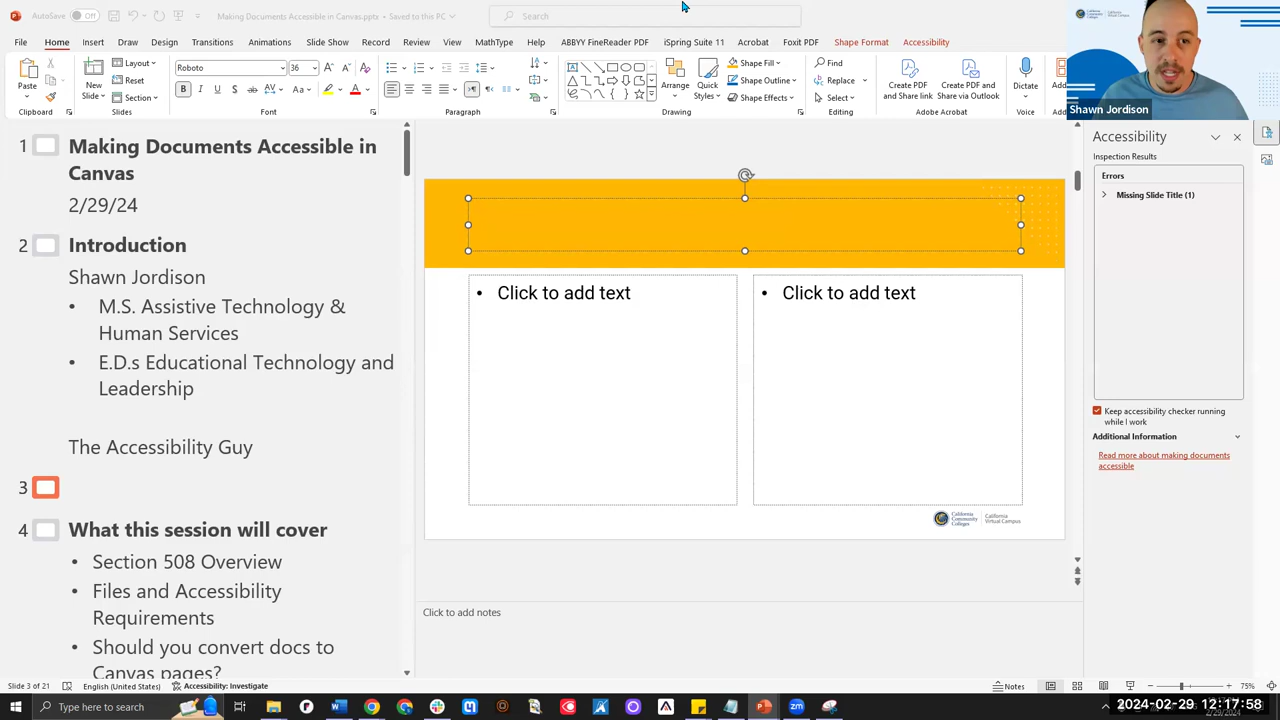 AutoSave Off Making Documents Accessible in Canvas.pptx • Saved to this PC Search
File Home Insert Draw Design Transitions Animations Slide Show Record Review View MathType Help ABBYY FineReader PDF iSpring Suite 11 Acrobat Foxit PDF Shape Format Accessibility
Paste New Slide Layout Reset Section Roboto 36 Arrange Quick Styles Shape Fill Shape Outline Shape Effects Find Replace Select Create PDF and Share link Create PDF and Share via Outlook Dictate
Clipboard Slides Font Paragraph Drawing Editing Adobe Acrobat Voice
Shawn Jordison
1 Making Documents Accessible in
Canvas
2/29/24
2 Introduction
Shawn Jordison
• M.S. Assistive Technology &
Human Services
• E.D.s Educational Technology and
Leadership
The Accessibility Guy
3
4 What this session will cover
• Section 508 Overview
• Files and Accessibility
Requirements
• Should you convert docs to
Canvas pages?
• Click to add text
• Click to add text
California Community Colleges California Virtual Campus
Click to add notes
Accessibility
Inspection Results
Errors
Missing Slide Title (1)
Keep accessibility checker running
while I work
Additional Information
Read more about making documents
accessible
Slide 3 of 21 English (United States) Accessibility: Investigate Notes 75%
Type here to search 2024-02-29 12:17:58